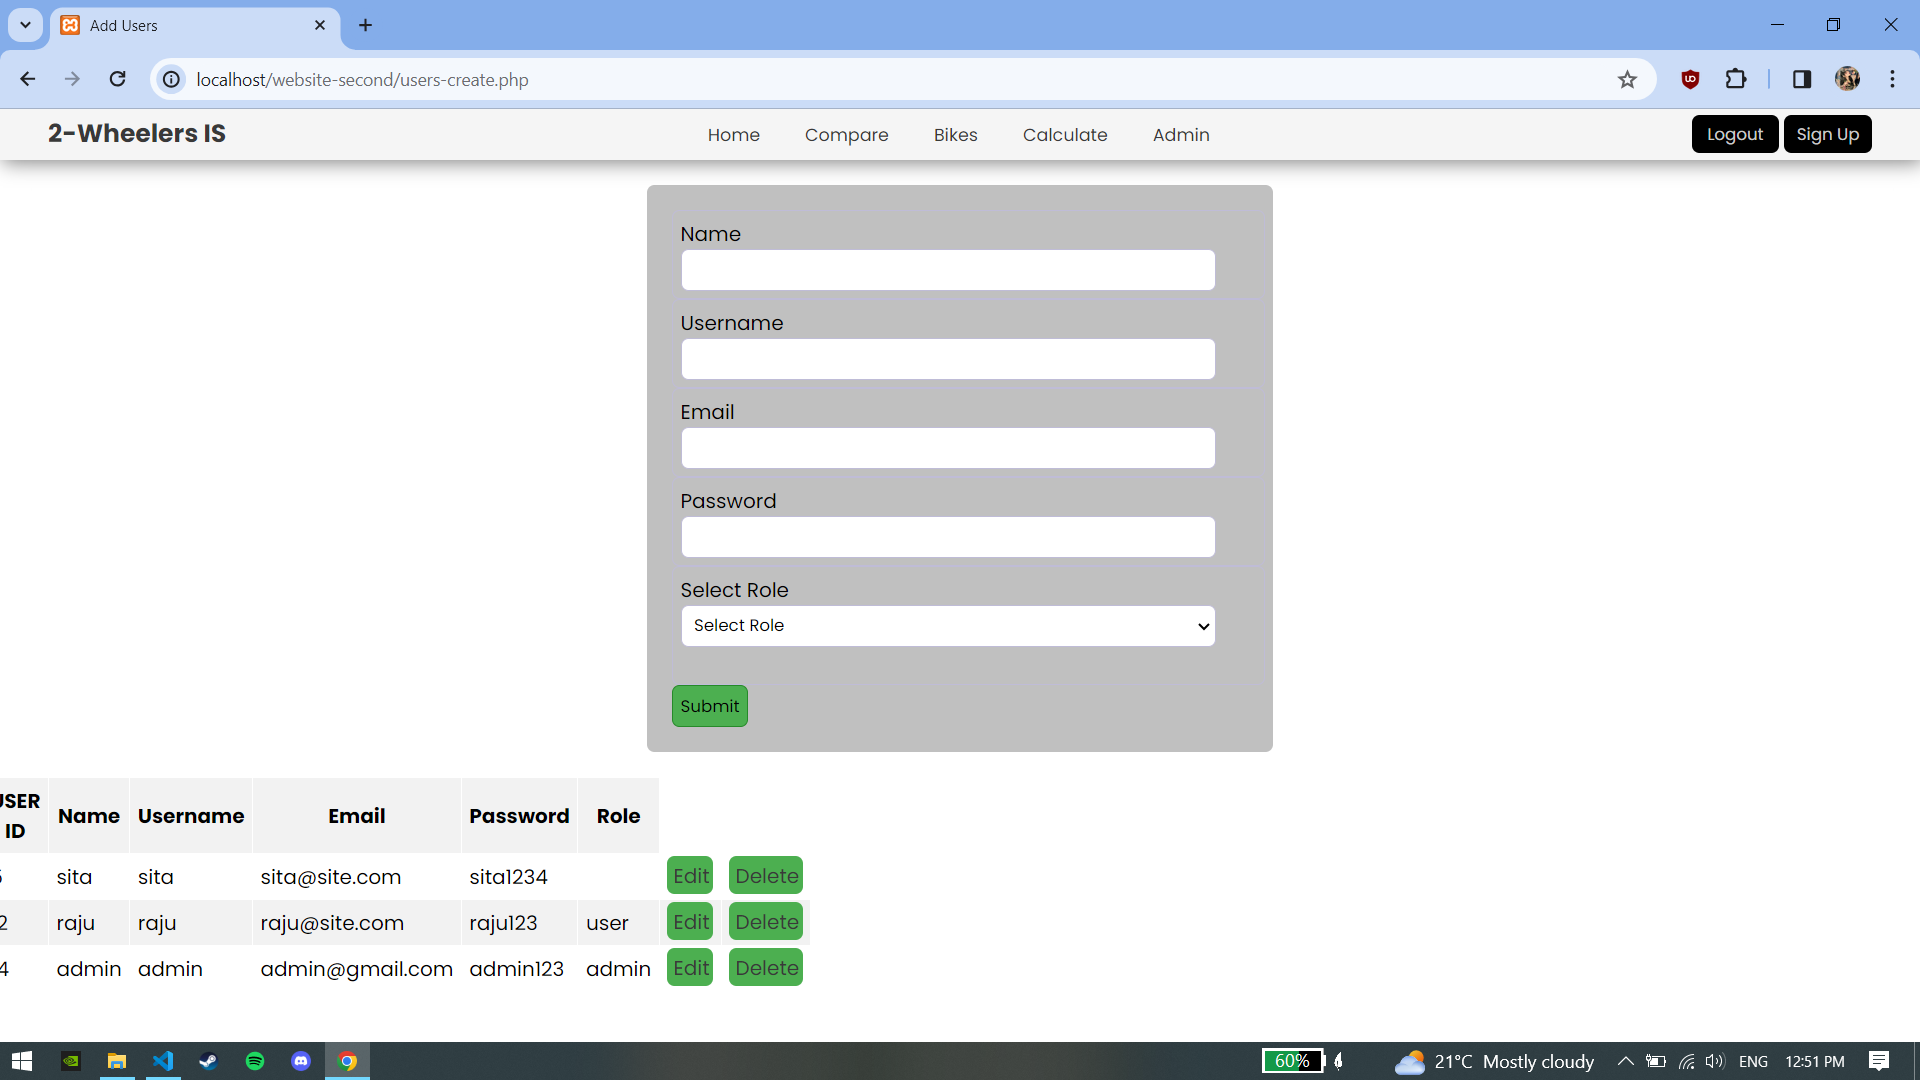 Add Users
localhost/website-second/users-create.php
2-Wheelers IS Home Compare Bikes Calculate Admin Logout Sign Up
Name
Username
Email
Password
Select Role
Select Role
Submit
USER ID Name Username Email Password Role
sita sita sita@site.com sita1234 Edit Delete
2 raju raju raju@site.com raju123 user Edit Delete
4 admin admin admin@gmail.com admin123 admin Edit Delete
60% 21°C Mostly cloudy ENG 12:51 PM